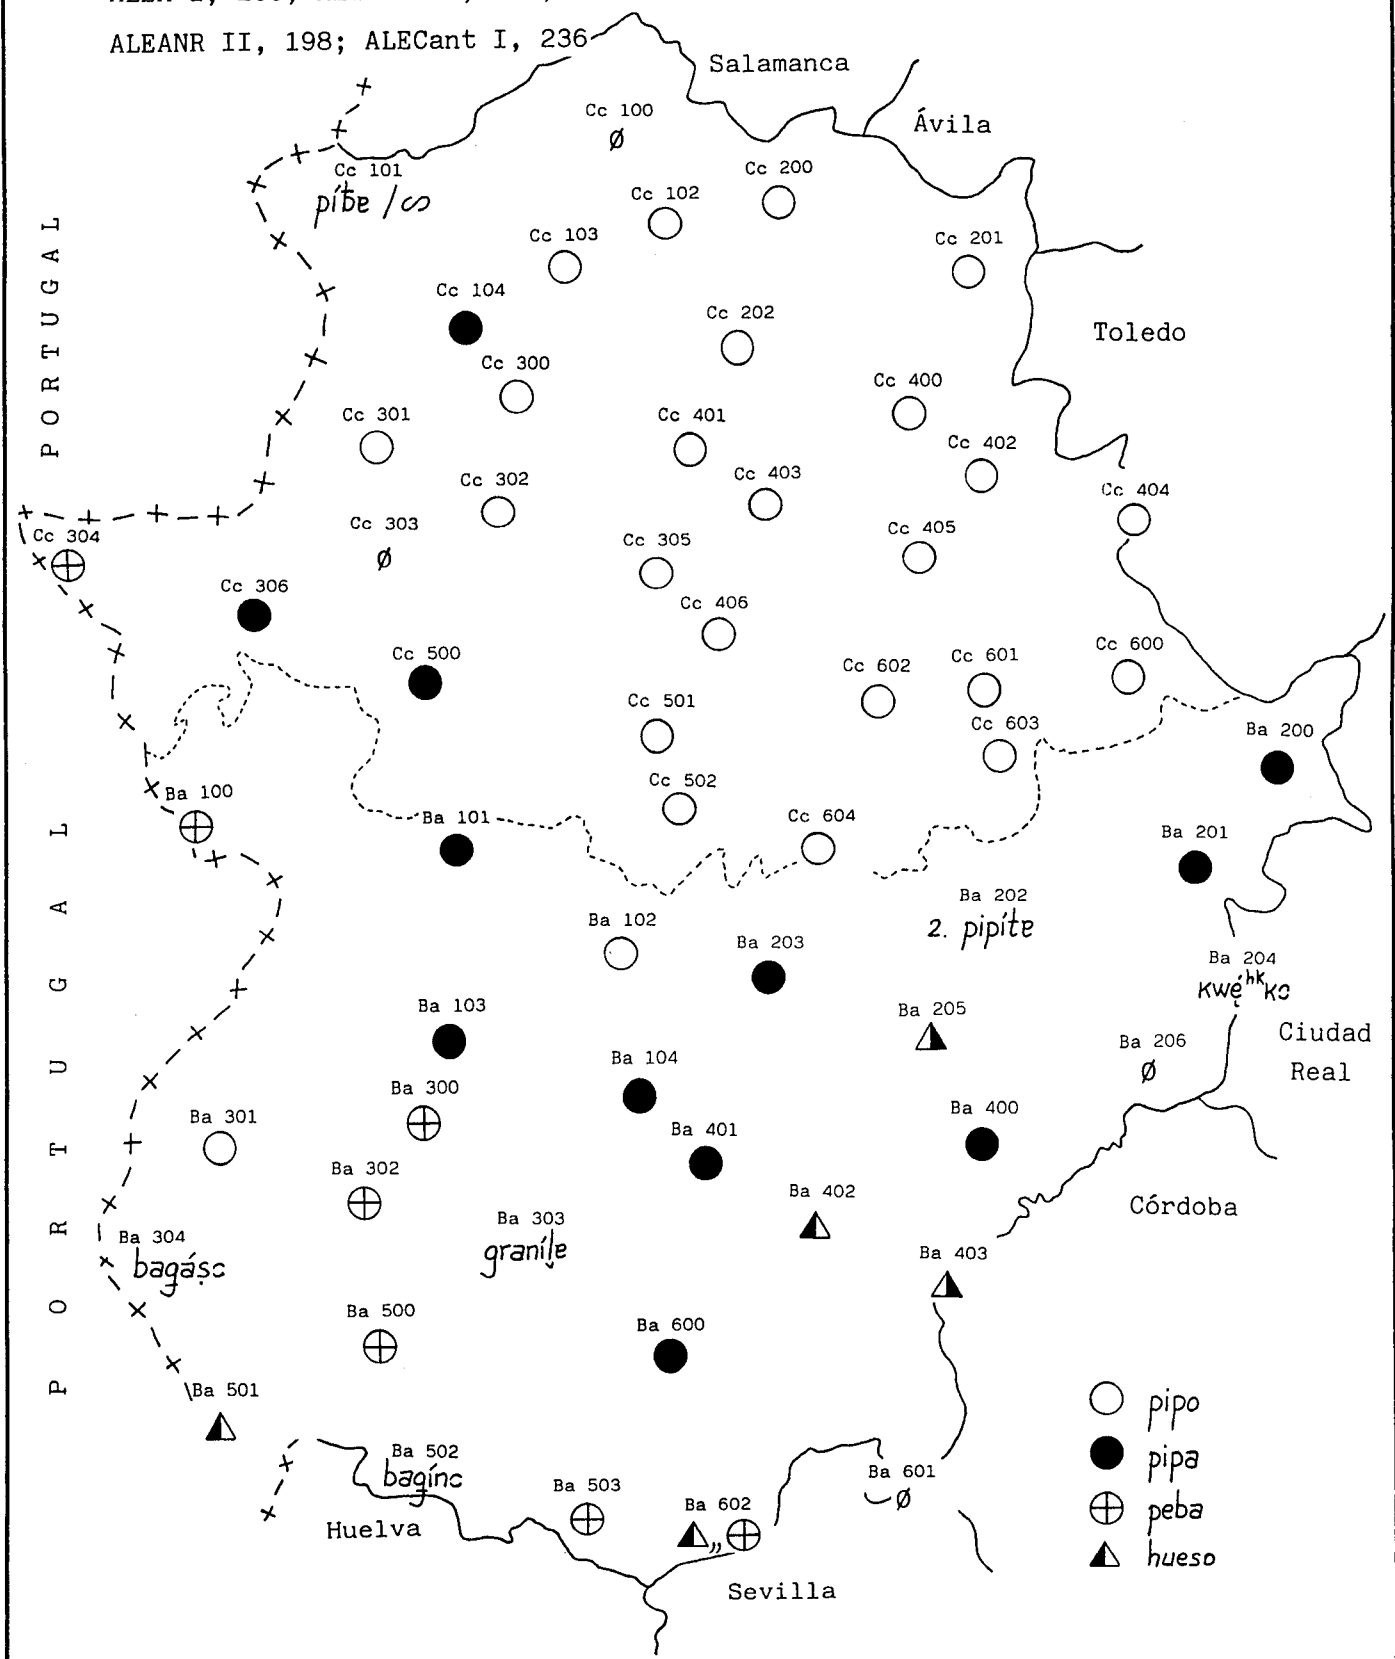 ALEANR II, 198; ALECant I, 236
Salamanca
Cc 100
Ø
Ávila
Cc 101
píbe /s
Cc 200
Cc 102
Cc 103
Cc 201
Cc 104
Cc 202
Toledo
Cc 300
Cc 400
Cc 301
Cc 401
Cc 402
Cc 302
Cc 403
Cc 404
PORTUGAL
Cc 303
Ø
Cc 304
Cc 305
Cc 405
Cc 306
Cc 406
Cc 500
Cc 602
Cc 601
Cc 600
Cc 501
Cc 603
Ba 200
Cc 502
Ba 100
Ba 101
Cc 604
Ba 201
Ba 202
2. pipíte
Ba 102
Ba 203
Ba 204
kwéʰᵏko
Ba 103
Ba 205
Ciudad
Real
Ba 206
Ø
Ba 104
Ba 300
Ba 301
Ba 401
Ba 400
Ba 302
Ba 402
Córdoba
Ba 303
graníle
Ba 304
bagáso
Ba 403
PORTUGAL
Ba 500
Ba 600
Ba 501
Ba 502
bagíno
Ba 601
Ø
Ba 503
Ba 602
„
Huelva
Sevilla
pipo
pipa
peba
hueso